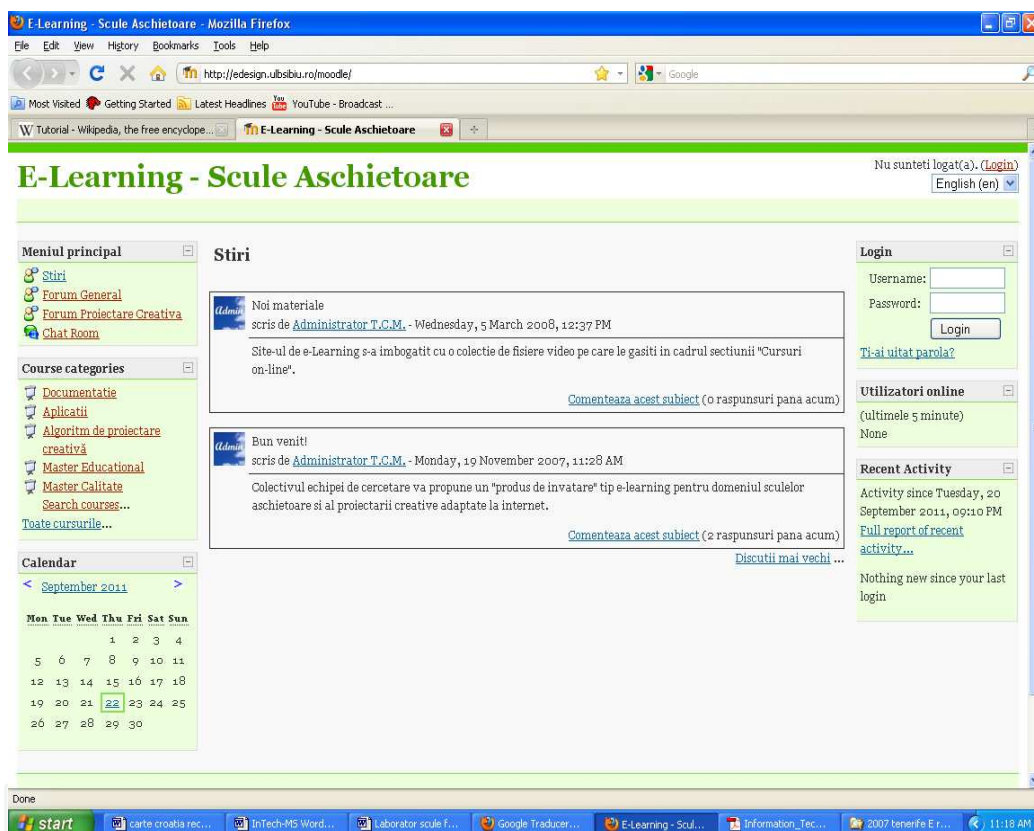 E-Learning - Scule Aschietoare - Mozilla Firefox
File Edit View History Bookmarks Tools Help
http://edesign.ulbsibiu.ro/moodle/
Google
Most Visited Getting Started Latest Headlines YouTube - Broadcast ...
W Tutorial - Wikipedia, the free encyclope... E-Learning - Scule Aschietoare
E-Learning - Scule Aschietoare
Nu sunteti logat(a). (Login)
English (en)
Meniul principal
Stiri
Forum General
Forum Proiectare Creativa
Chat Room
Course categories
Documentatie
Aplicatii
Algoritm de proiectare
creativă
Master Educational
Master Calitate
Search courses...
Toate cursurile...
Calendar
< September 2011 >
Mon Tue Wed Thu Fri Sat Sun
1 2 3 4
5 6 7 8 9 10 11
12 13 14 15 16 17 18
19 20 21 22 23 24 25
26 27 28 29 30
Stiri
Admin
Noi materiale
scris de Administrator T.C.M. - Wednesday, 5 March 2008, 12:37 PM
Site-ul de e-Learning s-a imbogatit cu o colectie de fisiere video pe care le gasiti in cadrul sectiunii "Cursuri
on-line".
Comenteaza acest subiect (0 raspunsuri pana acum)
Admin
Bun venit!
scris de Administrator T.C.M. - Monday, 19 November 2007, 11:28 AM
Colectivul echipei de cercetare va propune un "produs de invatare" tip e-learning pentru domeniul sculelor
aschietoare si al proiectarii creative adaptate la internet.
Comenteaza acest subiect (2 raspunsuri pana acum)
Discutii mai vechi ...
Login
Username:
Password:
Login
Ti-ai uitat parola?
Utilizatori online
(ultimele 5 minute)
None
Recent Activity
Activity since Tuesday, 20
September 2011, 09:10 PM
Full report of recent
activity...
Nothing new since your last
login
Done
start carte croatia rec... InTech-MS Word... Laborator scule f... Google Traducer... E-Learning - Scul... Information_Tec... 2007 tenerife E r... 11:18 AM